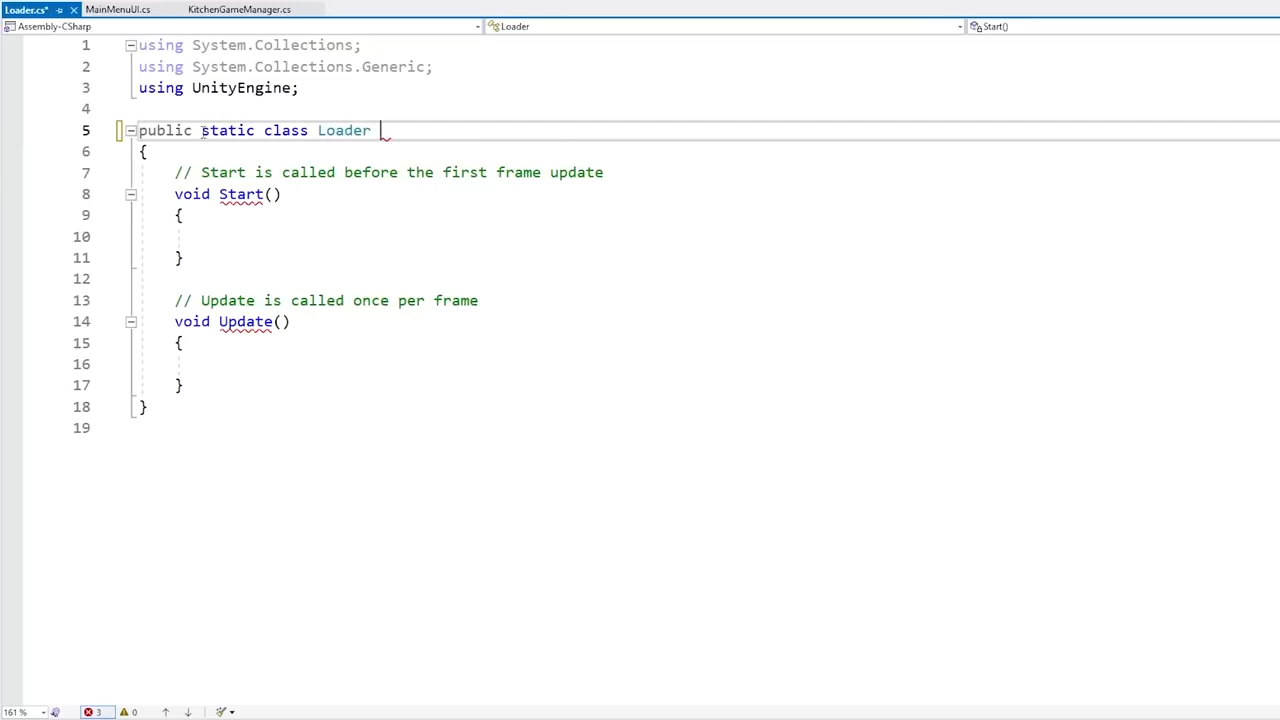 Loader.cs* MainMenuUI.cs KitchenGameManager.cs
Assembly-CSharp Loader Start()
1 using System.Collections;
2 using System.Collections.Generic;
3 using UnityEngine;
4
5 public static class Loader
6 {
7 // Start is called before the first frame update
8 void Start()
9 {
10
11 }
12
13 // Update is called once per frame
14 void Update()
15 {
16
17 }
18 }
19
161 % 3 0